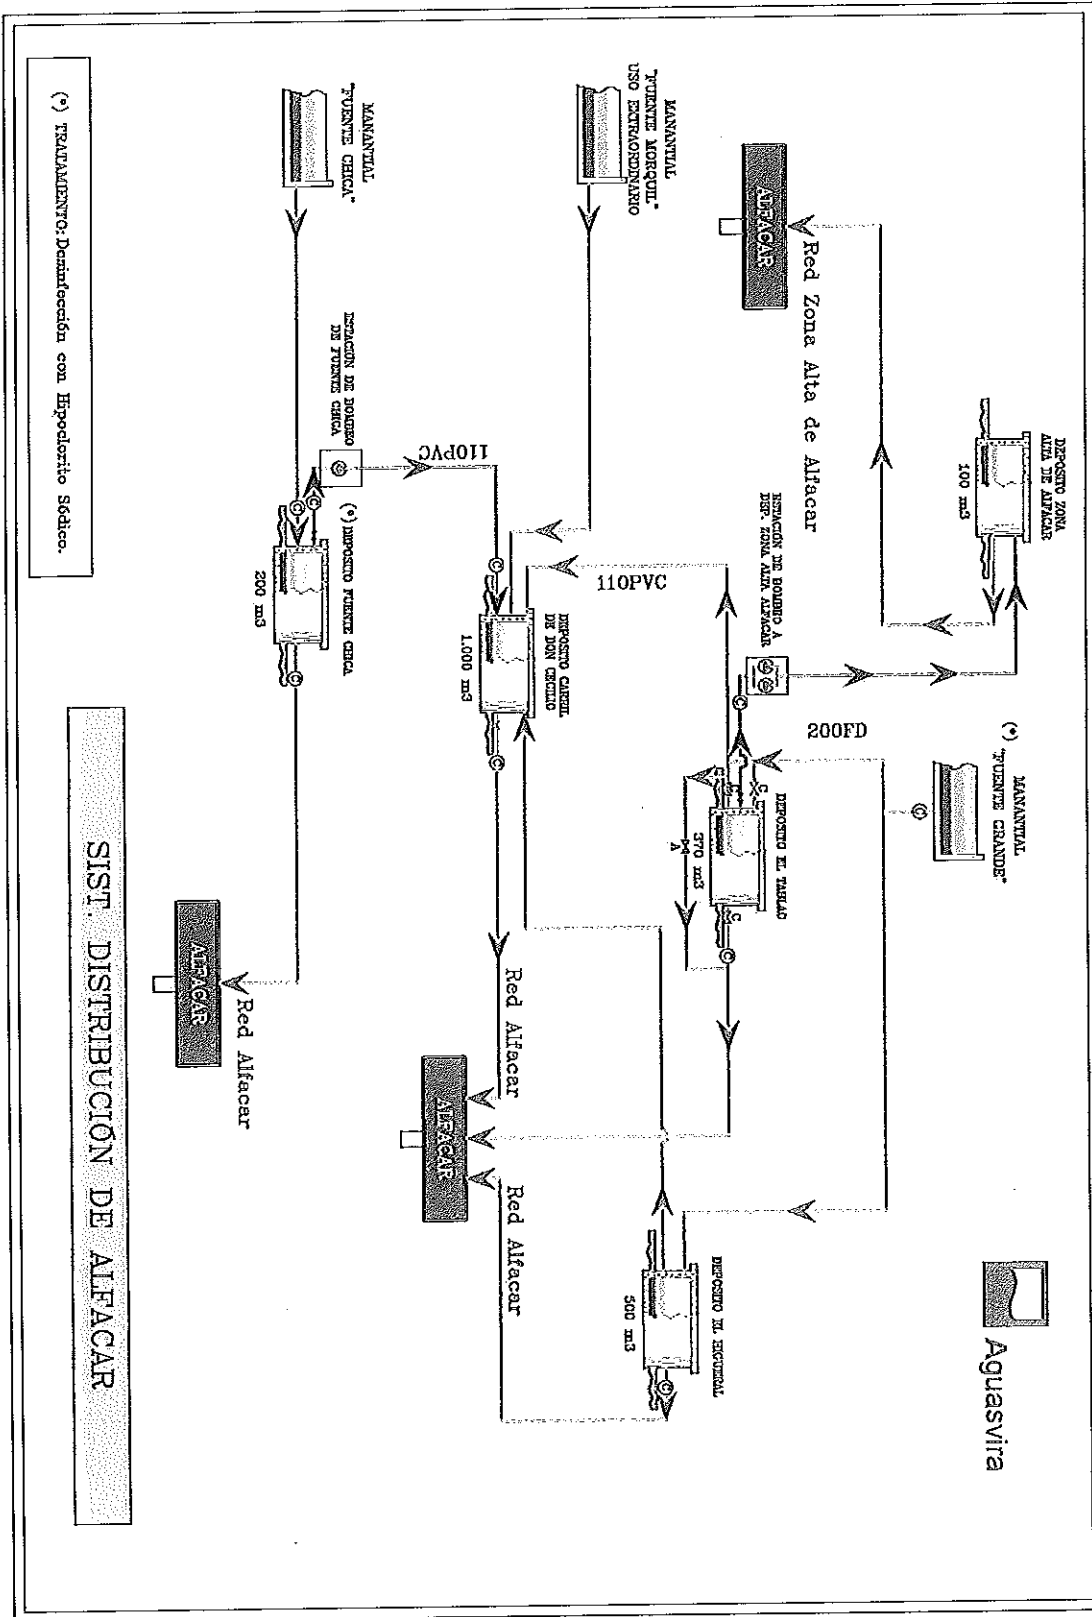 Aguasvira
DEPOSITO ZONA
ALTA DE ALFACAR
100 m3
MANANTIAL
(*) "FUENTE GRANDE"
C
200FD
ESTACIÓN DE BOMBEO A
DEP. ZONA ALTA ALFACAR
Red Zona Alta de Alfacar
ALFACAR
DEPOSITO EL TABLAC
C
C
C
C
C
C
A
370 m3
DEPOSITO EL HIGUERAL
500 m3
C
MANANTIAL
"FUENTE MORQUIL"
USO EXTRAORDINARIO
110PVC
DEPOSITO CARRIL
DE DON CECILIO
1.000 m3
C
C
110PVC
Red Alfacar
Red Alfacar
ALFACAR
MANANTIAL
"FUENTE CHICA"
ESTACIÓN DE BOMBEO
DE FUENTE CHICA
(*) DEPOSITO FUENTE CHICA
C
C
C
200 m3
Red Alfacar
ALFACAR
SIST. DISTRIBUCIÓN DE ALFACAR
(*) TRATAMIENTO: Desinfección con Hipoclorito Sódico.